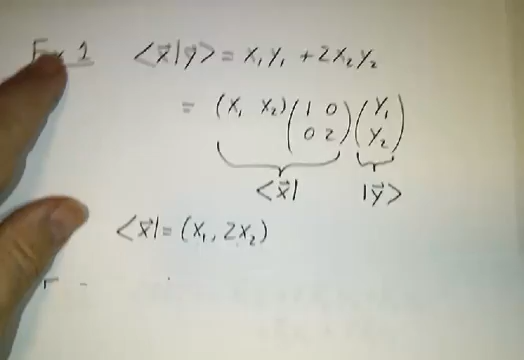 Ex 1 <x⃗|y⃗> = x₁y₁ + 2x₂y₂
= (x₁ x₂) (1 0
0 2) (y₁
y₂)
<x⃗| |y⃗>
<x⃗| = (x₁, 2x₂)